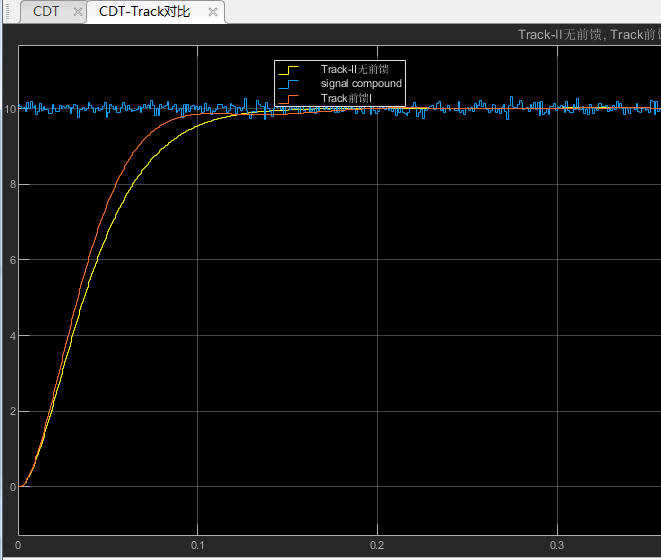 CDT
CDT-Track对比
Track-II无前馈, Track前馈
Track-II无前馈
signal compound
Track前馈I
10
8
6
4
2
0
0
0.1
0.2
0.3